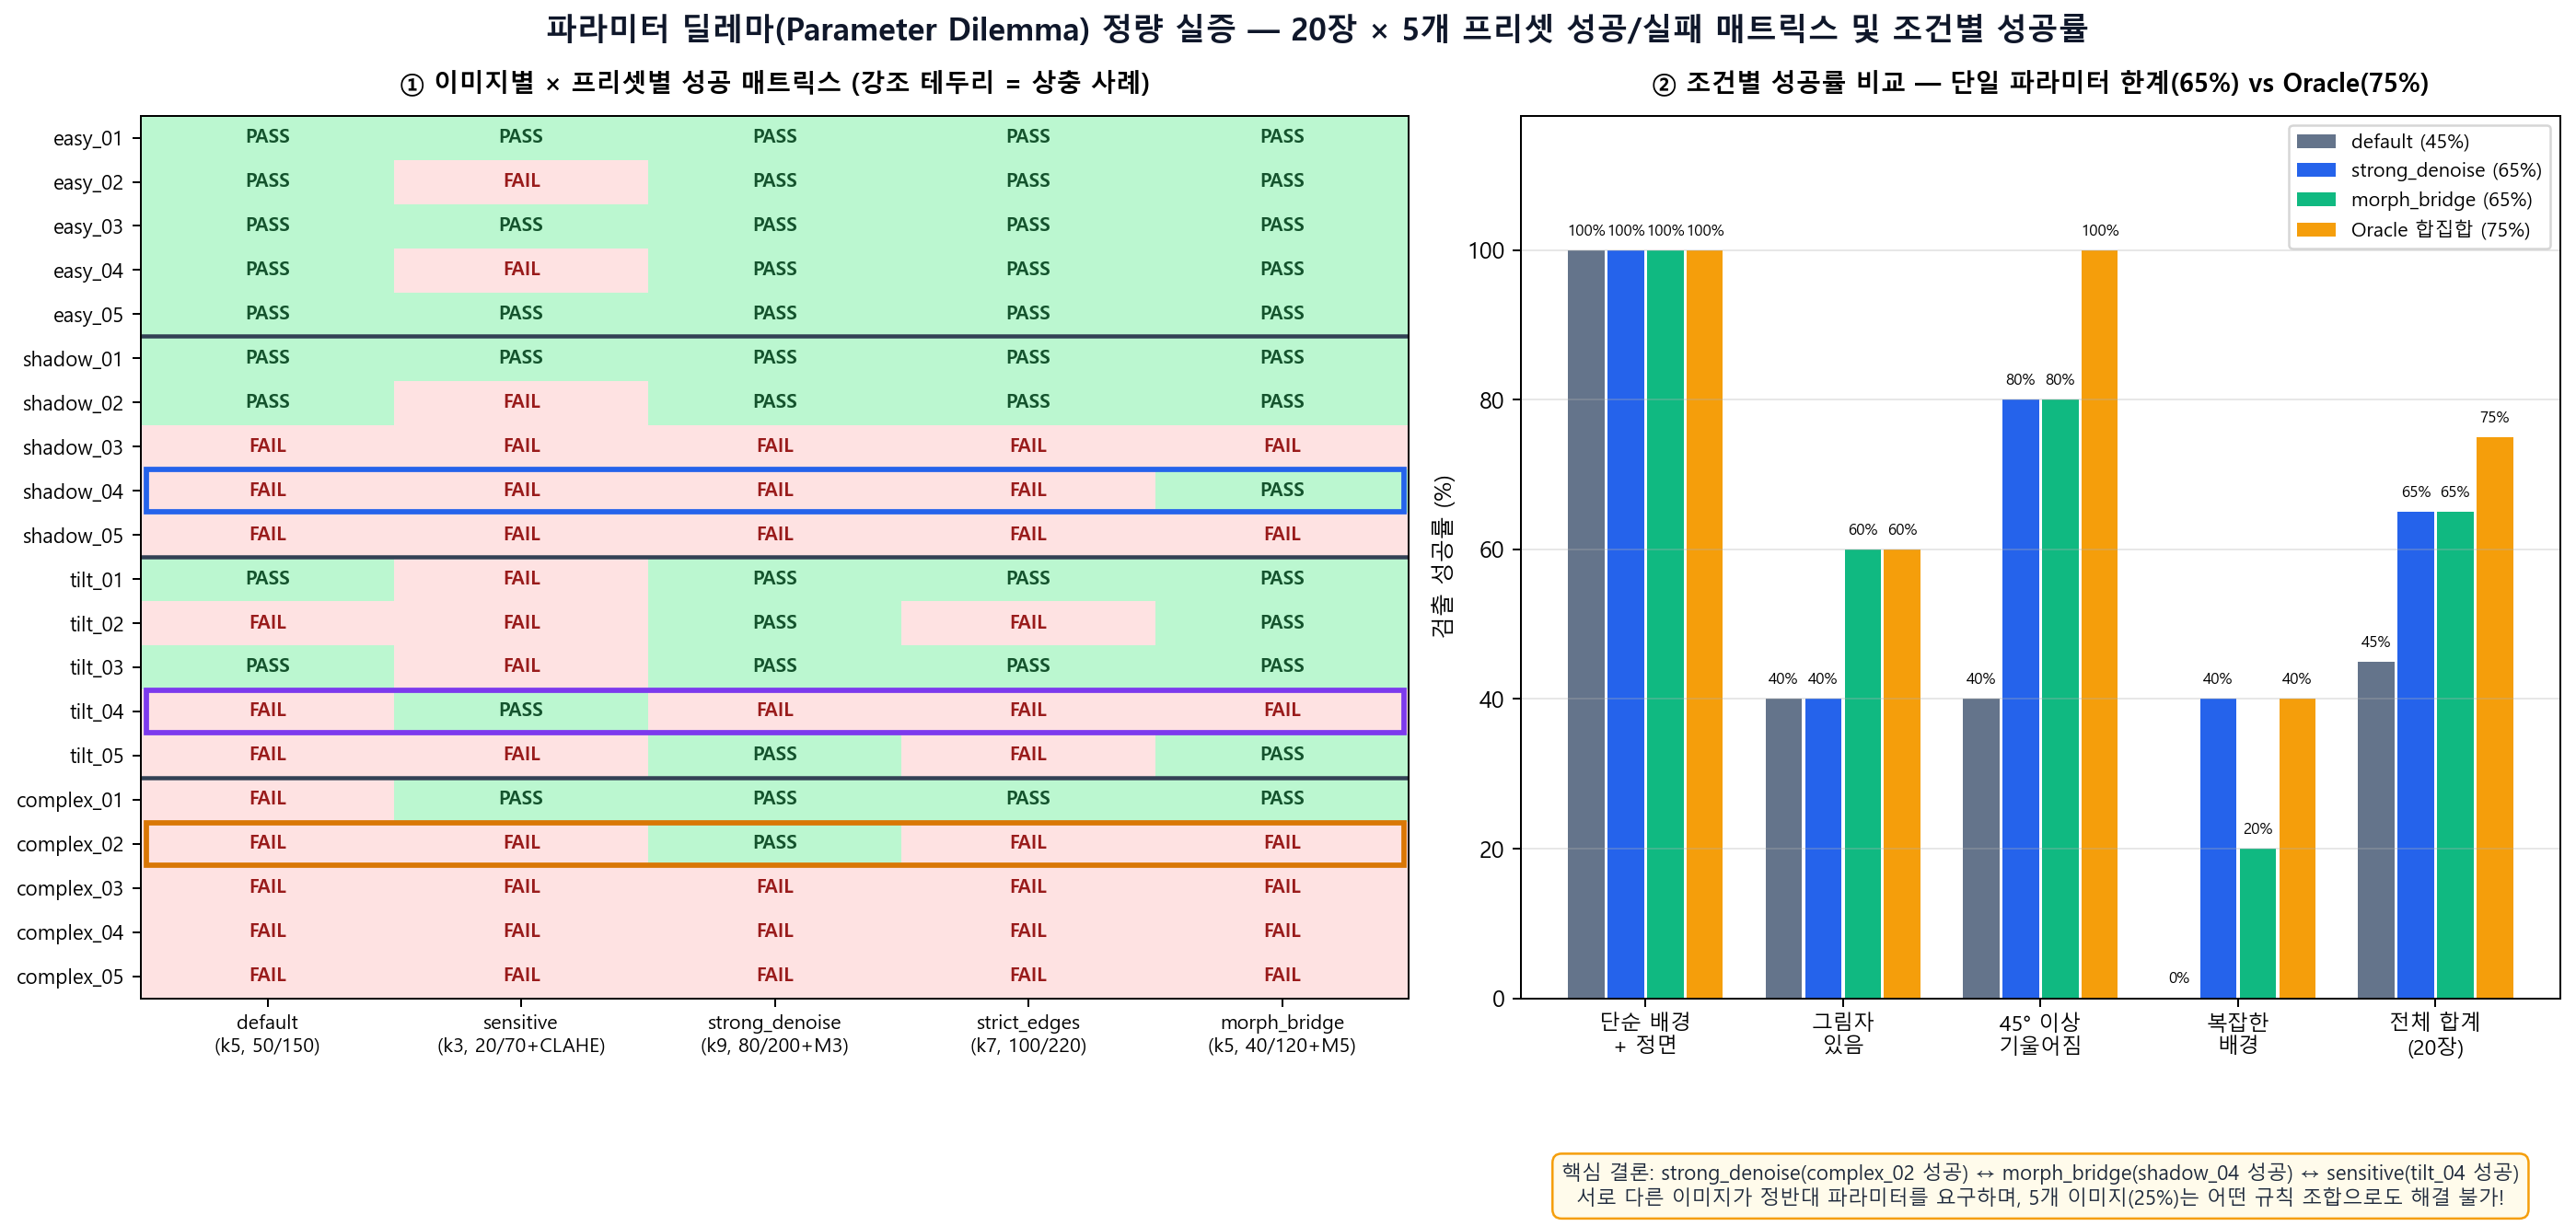 파라미터 딜레마(Parameter Dilemma) 정량 실증 — 20장 × 5개 프리셋 성공/실패 매트릭스 및 조건별 성공률
① 이미지별 × 프리셋별 성공 매트릭스 (강조 테두리 = 상충 사례)
easy_01 PASS PASS PASS PASS PASS
easy_02 PASS FAIL PASS PASS PASS
easy_03 PASS PASS PASS PASS PASS
easy_04 PASS FAIL PASS PASS PASS
easy_05 PASS PASS PASS PASS PASS
shadow_01 PASS PASS PASS PASS PASS
shadow_02 PASS FAIL PASS PASS PASS
shadow_03 FAIL FAIL FAIL FAIL FAIL
shadow_04 FAIL FAIL FAIL FAIL PASS
shadow_05 FAIL FAIL FAIL FAIL FAIL
tilt_01 PASS FAIL PASS PASS PASS
tilt_02 FAIL FAIL PASS FAIL PASS
tilt_03 PASS FAIL PASS PASS PASS
tilt_04 FAIL PASS FAIL FAIL FAIL
tilt_05 FAIL FAIL PASS FAIL PASS
complex_01 FAIL PASS PASS PASS PASS
complex_02 FAIL FAIL PASS FAIL FAIL
complex_03 FAIL FAIL FAIL FAIL FAIL
complex_04 FAIL FAIL FAIL FAIL FAIL
complex_05 FAIL FAIL FAIL FAIL FAIL
default sensitive strong_denoise strict_edges morph_bridge
(k5, 50/150) (k3, 20/70+CLAHE) (k9, 80/200+M3) (k7, 100/220) (k5, 40/120+M5)
② 조건별 성공률 비교 — 단일 파라미터 한계(65%) vs Oracle(75%)
default (45%)
strong_denoise (65%)
morph_bridge (65%)
Oracle 합집합 (75%)
검출 성공률 (%)
100
80
60
40
20
0
100% 100% 100% 100%
40% 40% 60% 60%
40% 80% 80% 100%
0% 40% 20% 40%
45% 65% 65% 75%
단순 배경 그림자 45° 이상 복잡한 전체 합계
+ 정면 있음 기울어짐 배경 (20장)
핵심 결론: strong_denoise(complex_02 성공) ↔ morph_bridge(shadow_04 성공) ↔ sensitive(tilt_04 성공)
서로 다른 이미지가 정반대 파라미터를 요구하며, 5개 이미지(25%)는 어떤 규칙 조합으로도 해결 불가!